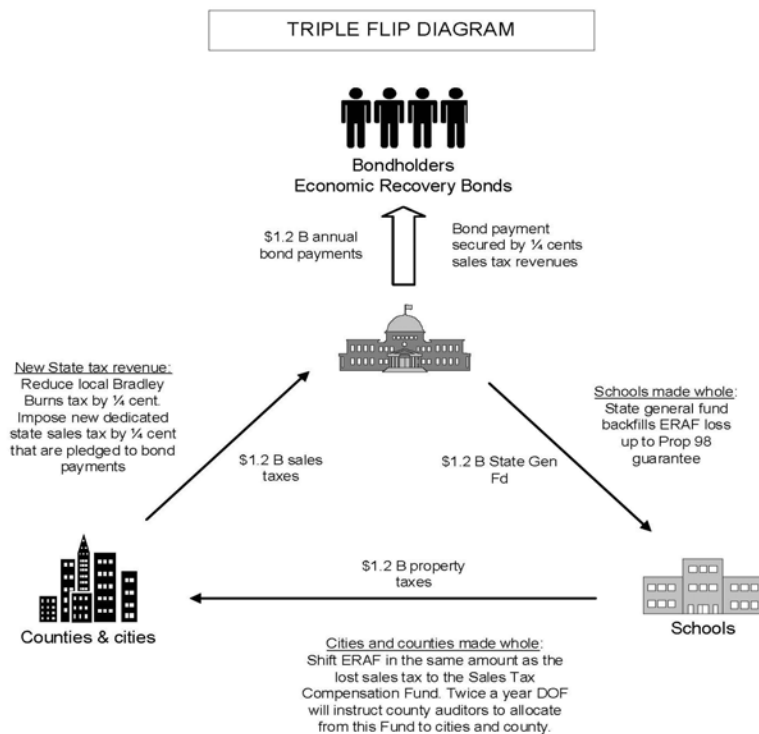 TRIPLE FLIP DIAGRAM
Bondholders
Economic Recovery Bonds
$1.2 B annual
bond payments
Bond payment
secured by ¼ cents
sales tax revenues
New State tax revenue:
Reduce local Bradley
Burns tax by ¼ cent.
Impose new dedicated
state sales tax by ¼ cent
that are pledged to bond
payments
$1.2 B sales
taxes
$1.2 B State Gen
Fd
Schools made whole:
State general fund
backfills ERAF loss
up to Prop 98
guarantee
$1.2 B property
taxes
Counties & cities
Schools
Cities and counties made whole:
Shift ERAF in the same amount as the
lost sales tax to the Sales Tax
Compensation Fund. Twice a year DOF
will instruct county auditors to allocate
from this Fund to cities and county.